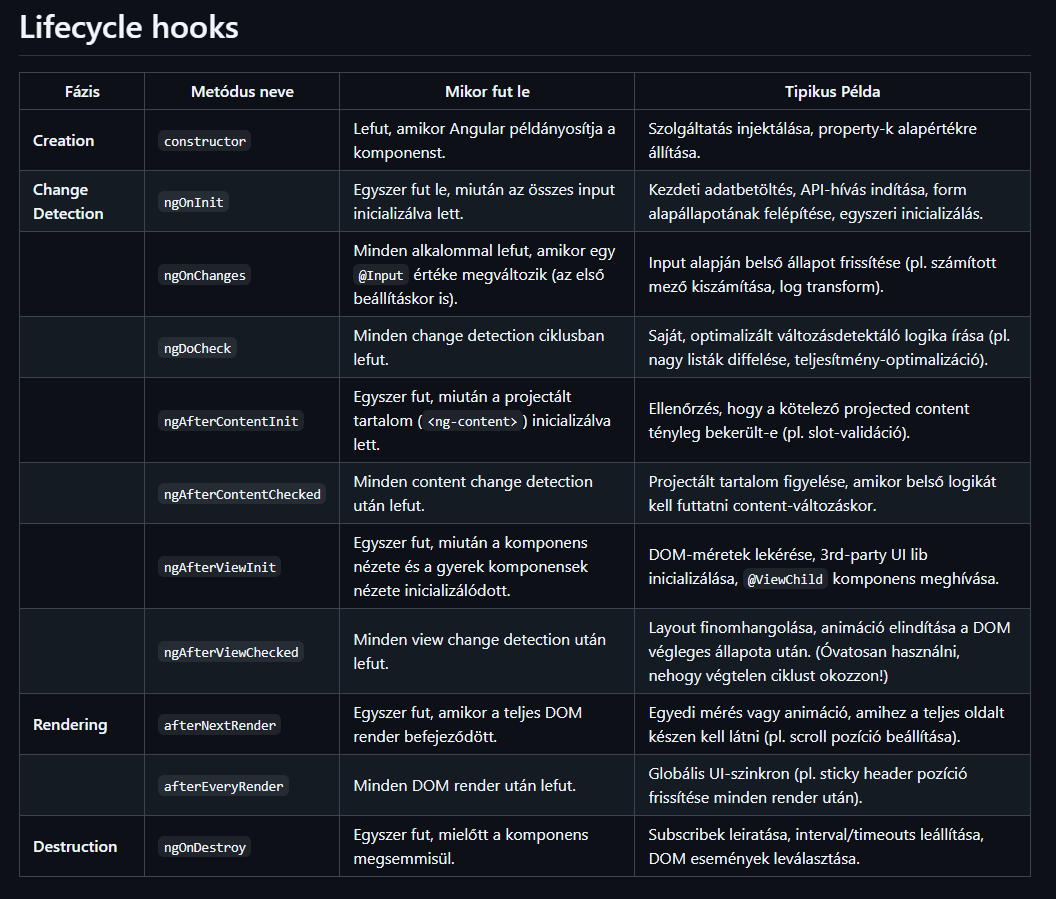 Lifecycle hooks
Fázis Metódus neve Mikor fut le Tipikus Példa
Creation
constructor
Lefut, amikor Angular példányosítja a
komponenst.
Szolgáltatás injektálása, property-k alapértékre
állítása.
Change
Detection
ngOnInit
Egyszer fut le, miután az összes input
inicializálva lett.
Kezdeti adatbetöltés, API-hívás indítása, form
alapállapotának felépítése, egyszeri inicializálás.
ngOnChanges
Minden alkalommal lefut, amikor egy
@Input értéke megváltozik (az első
beállításkor is).
Input alapján belső állapot frissítése (pl. számított
mező kiszámítása, log transform).
ngDoCheck
Minden change detection ciklusban
lefut.
Saját, optimalizált változásdetektáló logika írása (pl.
nagy listák diffelése, teljesítmény-optimalizáció).
ngAfterContentInit
Egyszer fut, miután a projectált
tartalom ( <ng-content> ) inicializálva
lett.
Ellenőrzés, hogy a kötelező projected content
tényleg bekerült-e (pl. slot-validáció).
ngAfterContentChecked
Minden content change detection
után lefut.
Projectált tartalom figyelése, amikor belső logikát
kell futtatni content-változáskor.
ngAfterViewInit
Egyszer fut, miután a komponens
nézete és a gyerek komponensek
nézete inicializálódott.
DOM-méretek lekérése, 3rd-party UI lib
inicializálása, @ViewChild komponens meghívása.
ngAfterViewChecked
Minden view change detection után
lefut.
Layout finomhangolása, animáció elindítása a DOM
végleges állapota után. (Óvatosan használni,
nehogy végtelen ciklust okozzon!)
Rendering
afterNextRender
Egyszer fut, amikor a teljes DOM
render befejeződött.
Egyedi mérés vagy animáció, amihez a teljes oldalt
készen kell látni (pl. scroll pozíció beállítása).
afterEveryRender
Minden DOM render után lefut.
Globális UI-szinkron (pl. sticky header pozíció
frissítése minden render után).
Destruction
ngOnDestroy
Egyszer fut, mielőtt a komponens
megsemmisül.
Subscribek leiratása, interval/timeouts leállítása,
DOM események leválasztása.